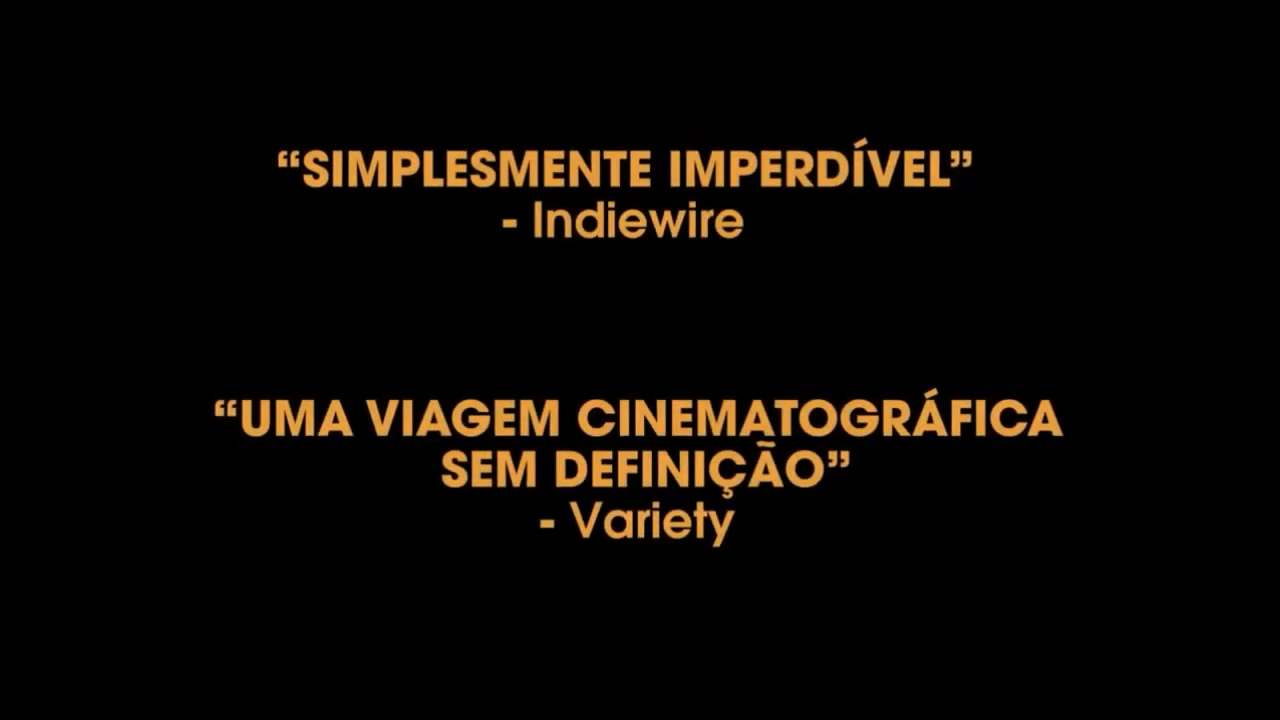 “SIMPLESMENTE IMPERDÍVEL”
- Indiewire
“UMA VIAGEM CINEMATOGRÁFICA
SEM DEFINIÇÃO”
- Variety